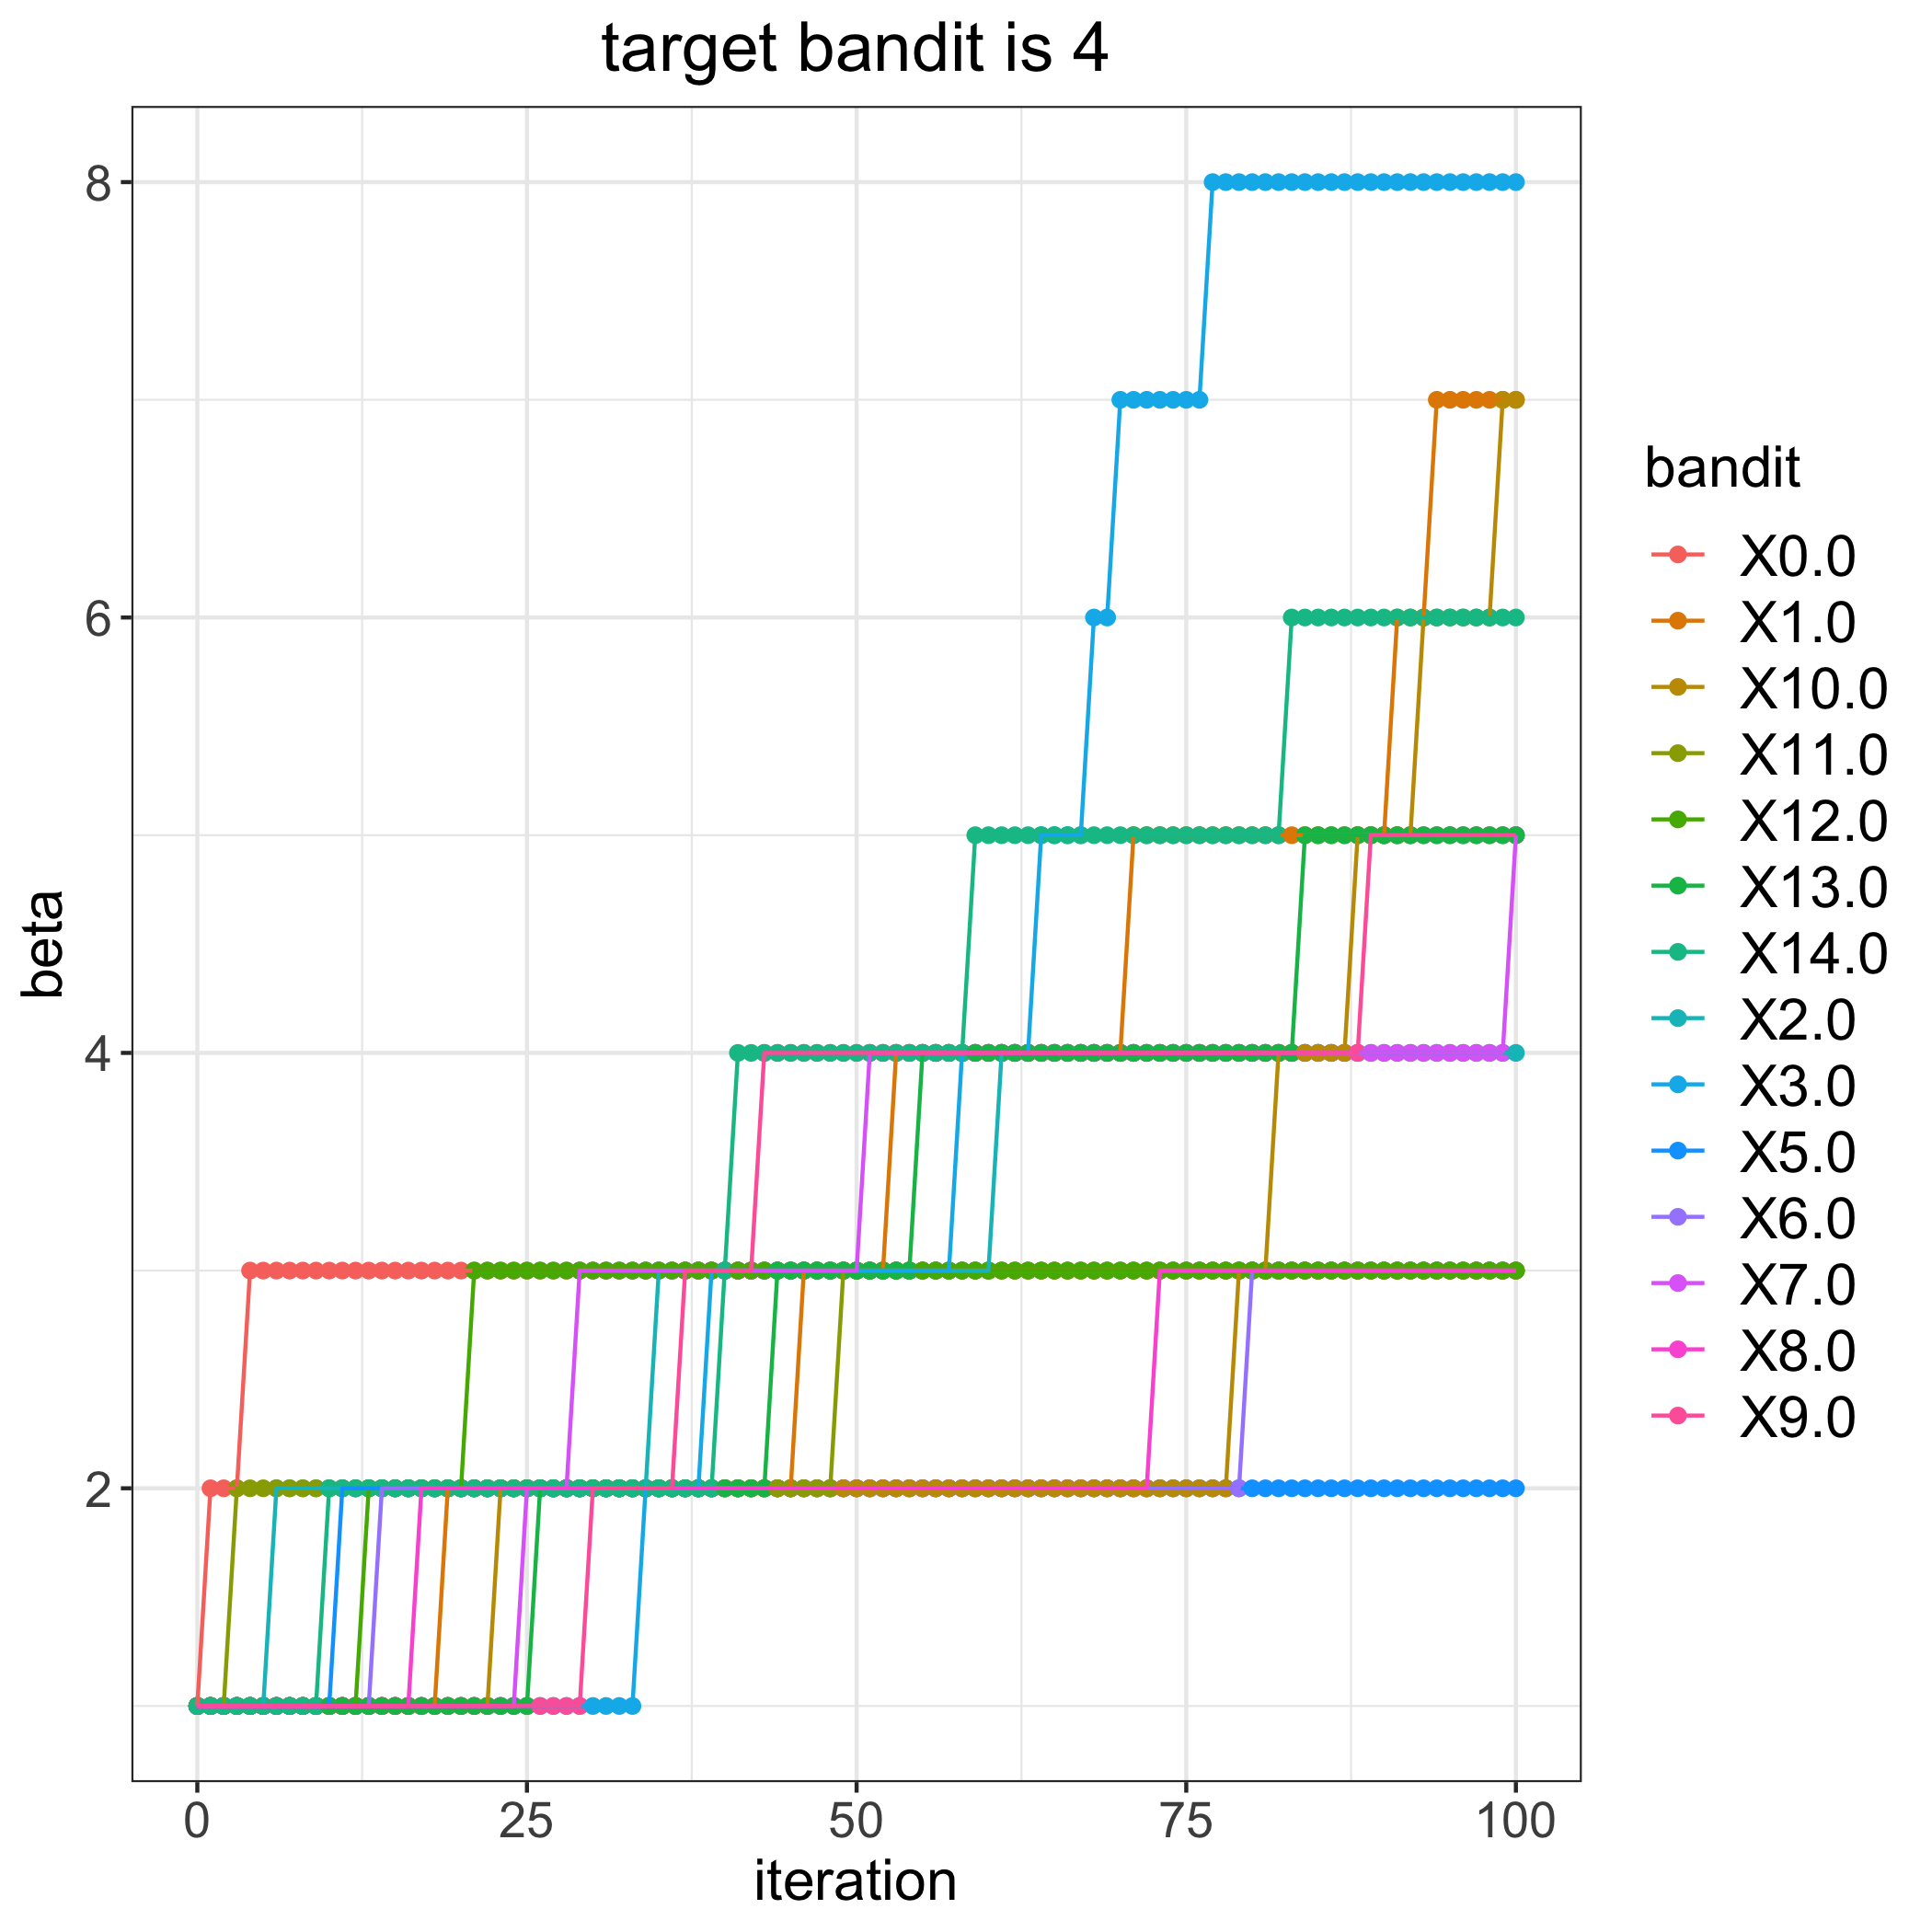 target bandit is 4
8
6
4
2
beta
0 25 50 75 100
iteration
bandit
X0.0
X1.0
X10.0
X11.0
X12.0
X13.0
X14.0
X2.0
X3.0
X5.0
X6.0
X7.0
X8.0
X9.0